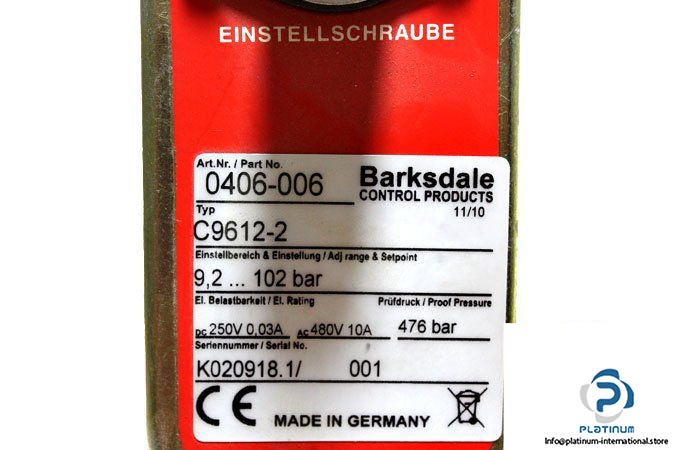 EINSTELLSCHRAUBE
Art.Nr. / Part No.
0406-006
Barksdale
CONTROL PRODUCTS
11/10
Typ
C9612-2
Einstellbereich & Einstellung / Adj range & Setpoint
9,2 ... 102 bar
El. Belastbarkeit / El. Rating
Prüfdruck / Proof Pressure
DC 250V 0,03A AC 480V 10A
476 bar
Seriennummer / Serial No.
K020918.1/ 001
CE MADE IN GERMANY
PLATINUM
info@platinum-international.store